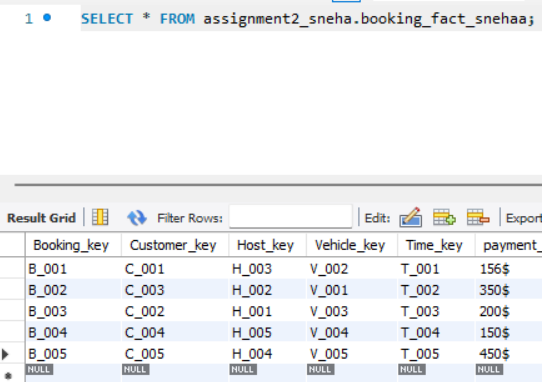 1 SELECT * FROM assignment2_sneha.booking_fact_snehaa;
Result Grid Filter Rows: Edit: Export
Booking_key Customer_key Host_key Vehicle_key Time_key payment_
B_001 C_001 H_003 V_002 T_001 156$
B_002 C_003 H_002 V_001 T_002 350$
B_003 C_002 H_001 V_003 T_003 200$
B_004 C_004 H_005 V_004 T_004 150$
B_005 C_005 H_004 V_005 T_005 450$
NULL NULL NULL NULL NULL NULL